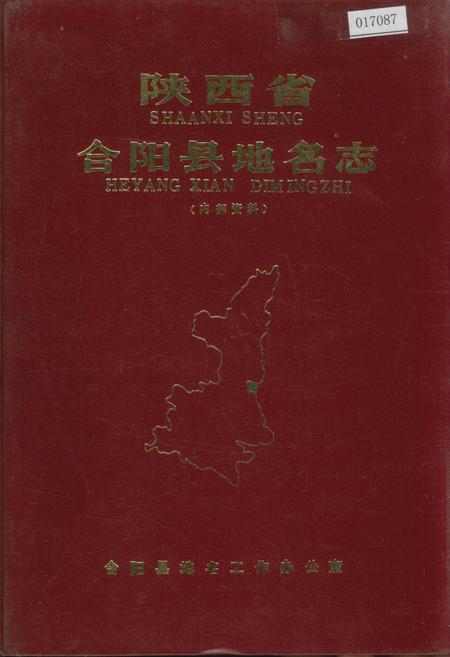 017087
陕西省
SHAANXI SHENG
合阳县地名志
HEYANG XIAN DIMINGZHI
(内部资料)
合阳县地名工作办公室